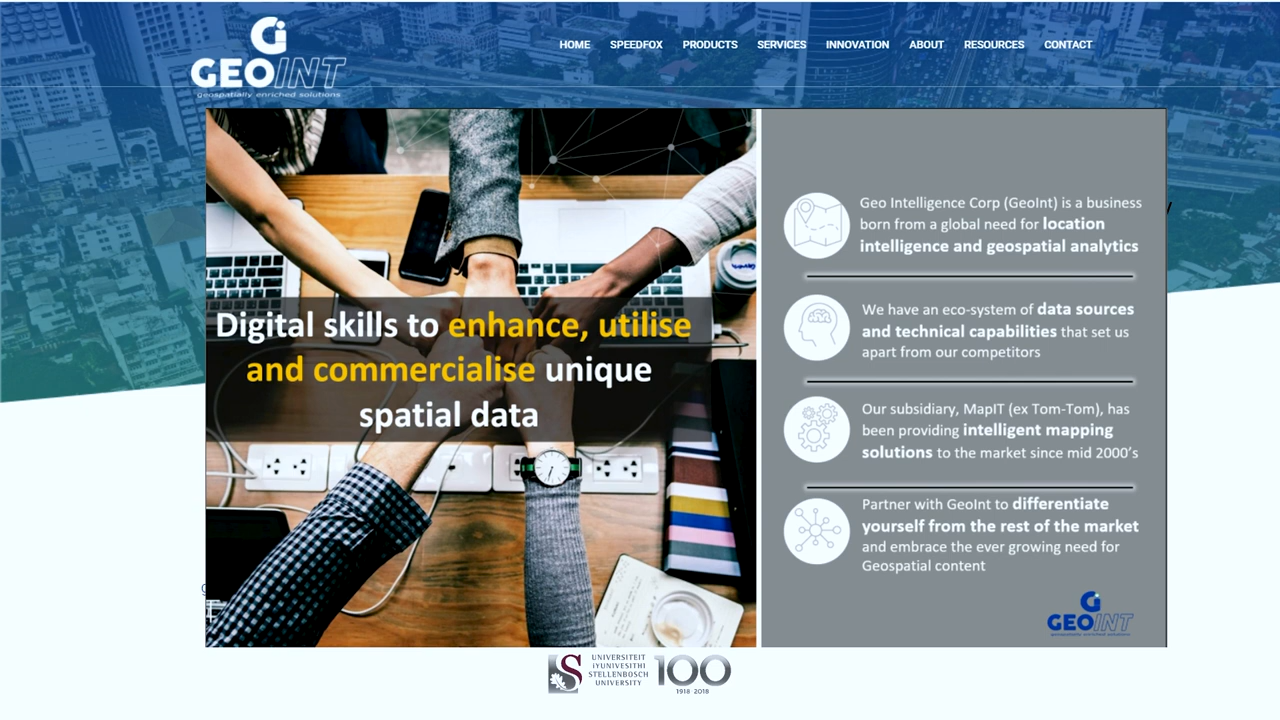 Gi
GEOINT
geospatially enriched solutions
HOME SPEEDFOX PRODUCTS SERVICES INNOVATION ABOUT RESOURCES CONTACT
Digital skills to enhance, utilise
and commercialise unique
spatial data
Geo Intelligence Corp (GeoInt) is a business
born from a global need for location
intelligence and geospatial analytics
We have an eco-system of data sources
and technical capabilities that set us
apart from our competitors
Our subsidiary, MapIT (ex Tom-Tom), has
been providing intelligent mapping
solutions to the market since mid 2000's
Partner with GeoInt to differentiate
yourself from the rest of the market
and embrace the ever growing need for
Geospatial content
Gi
GEOINT
geospatially enriched solutions
UNIVERSITEIT
iYUNIVESITHI
STELLENBOSCH
UNIVERSITY
100
1918 2018